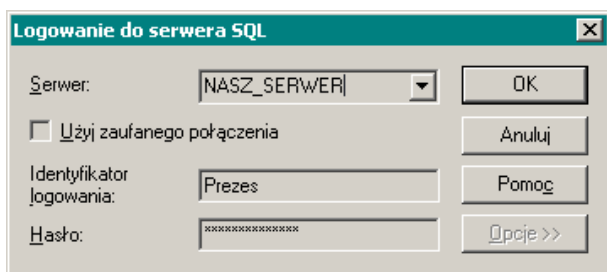 Logowanie do serwera SQL
Serwer: NASZ_SERWER OK
Użyj zaufanego połączenia Anuluj
Identyfikator
logowania: Prezes Pomoc
Hasło: ************** Opcje >>